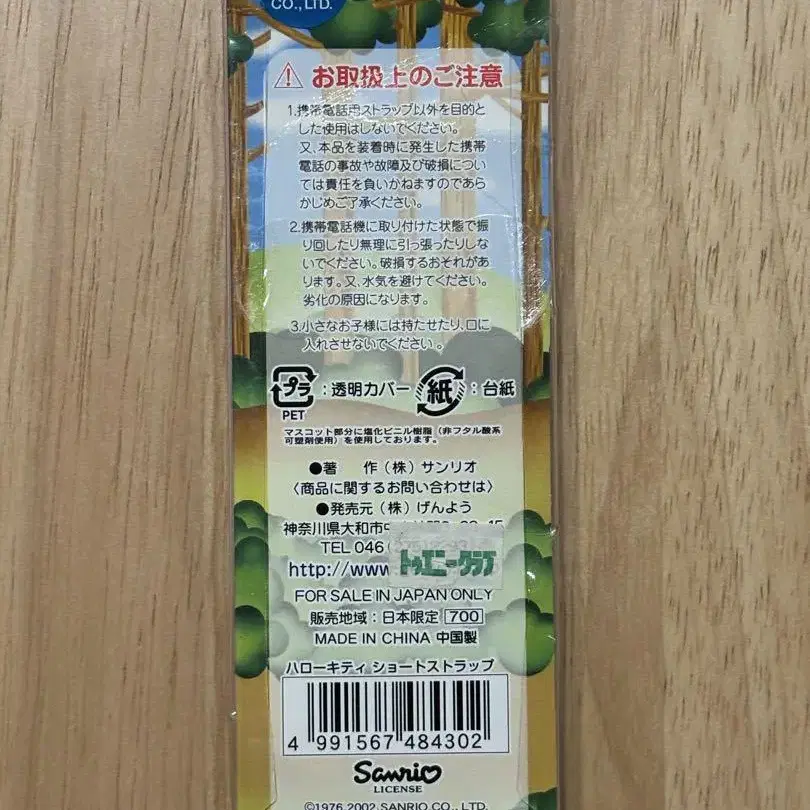 CO.,LTD.
お取扱上のご注意
1.携帯電話用ストラップ以外を目的と
した使用はしないでください。
又、本品を装着時に発生した携帯
電話の事故や故障及び破損につい
ては責任を負いかねますのであら
かじめご了承ください。
2.携帯電話機に取り付けた状態で振
り回したり無理に引っ張ったりしな
いでください。破損するおそれがあ
ります。又、水気を避けてください。
劣化の原因になります。
3.小さなお子様には持たせたり、口に
入れさせないでください。
プラ :透明カバー 紙 :台紙
PET
マスコット部分に塩化ビニル樹脂(非フタル酸系
可塑剤使用)を使用しております。
●著 作(株)サンリオ
〈商品に関するお問い合わせは〉
●発売元(株)げんよう
神奈川県大和市中
TEL 046
http://www
トゥエニークラブ
FOR SALE IN JAPAN ONLY
販売地域:日本限定 700
MADE IN CHINA 中国製
ハローキティ ショートストラップ
4 991567 484302
Sanrio
LICENSE
©1976,2002 SANRIO CO., LTD.